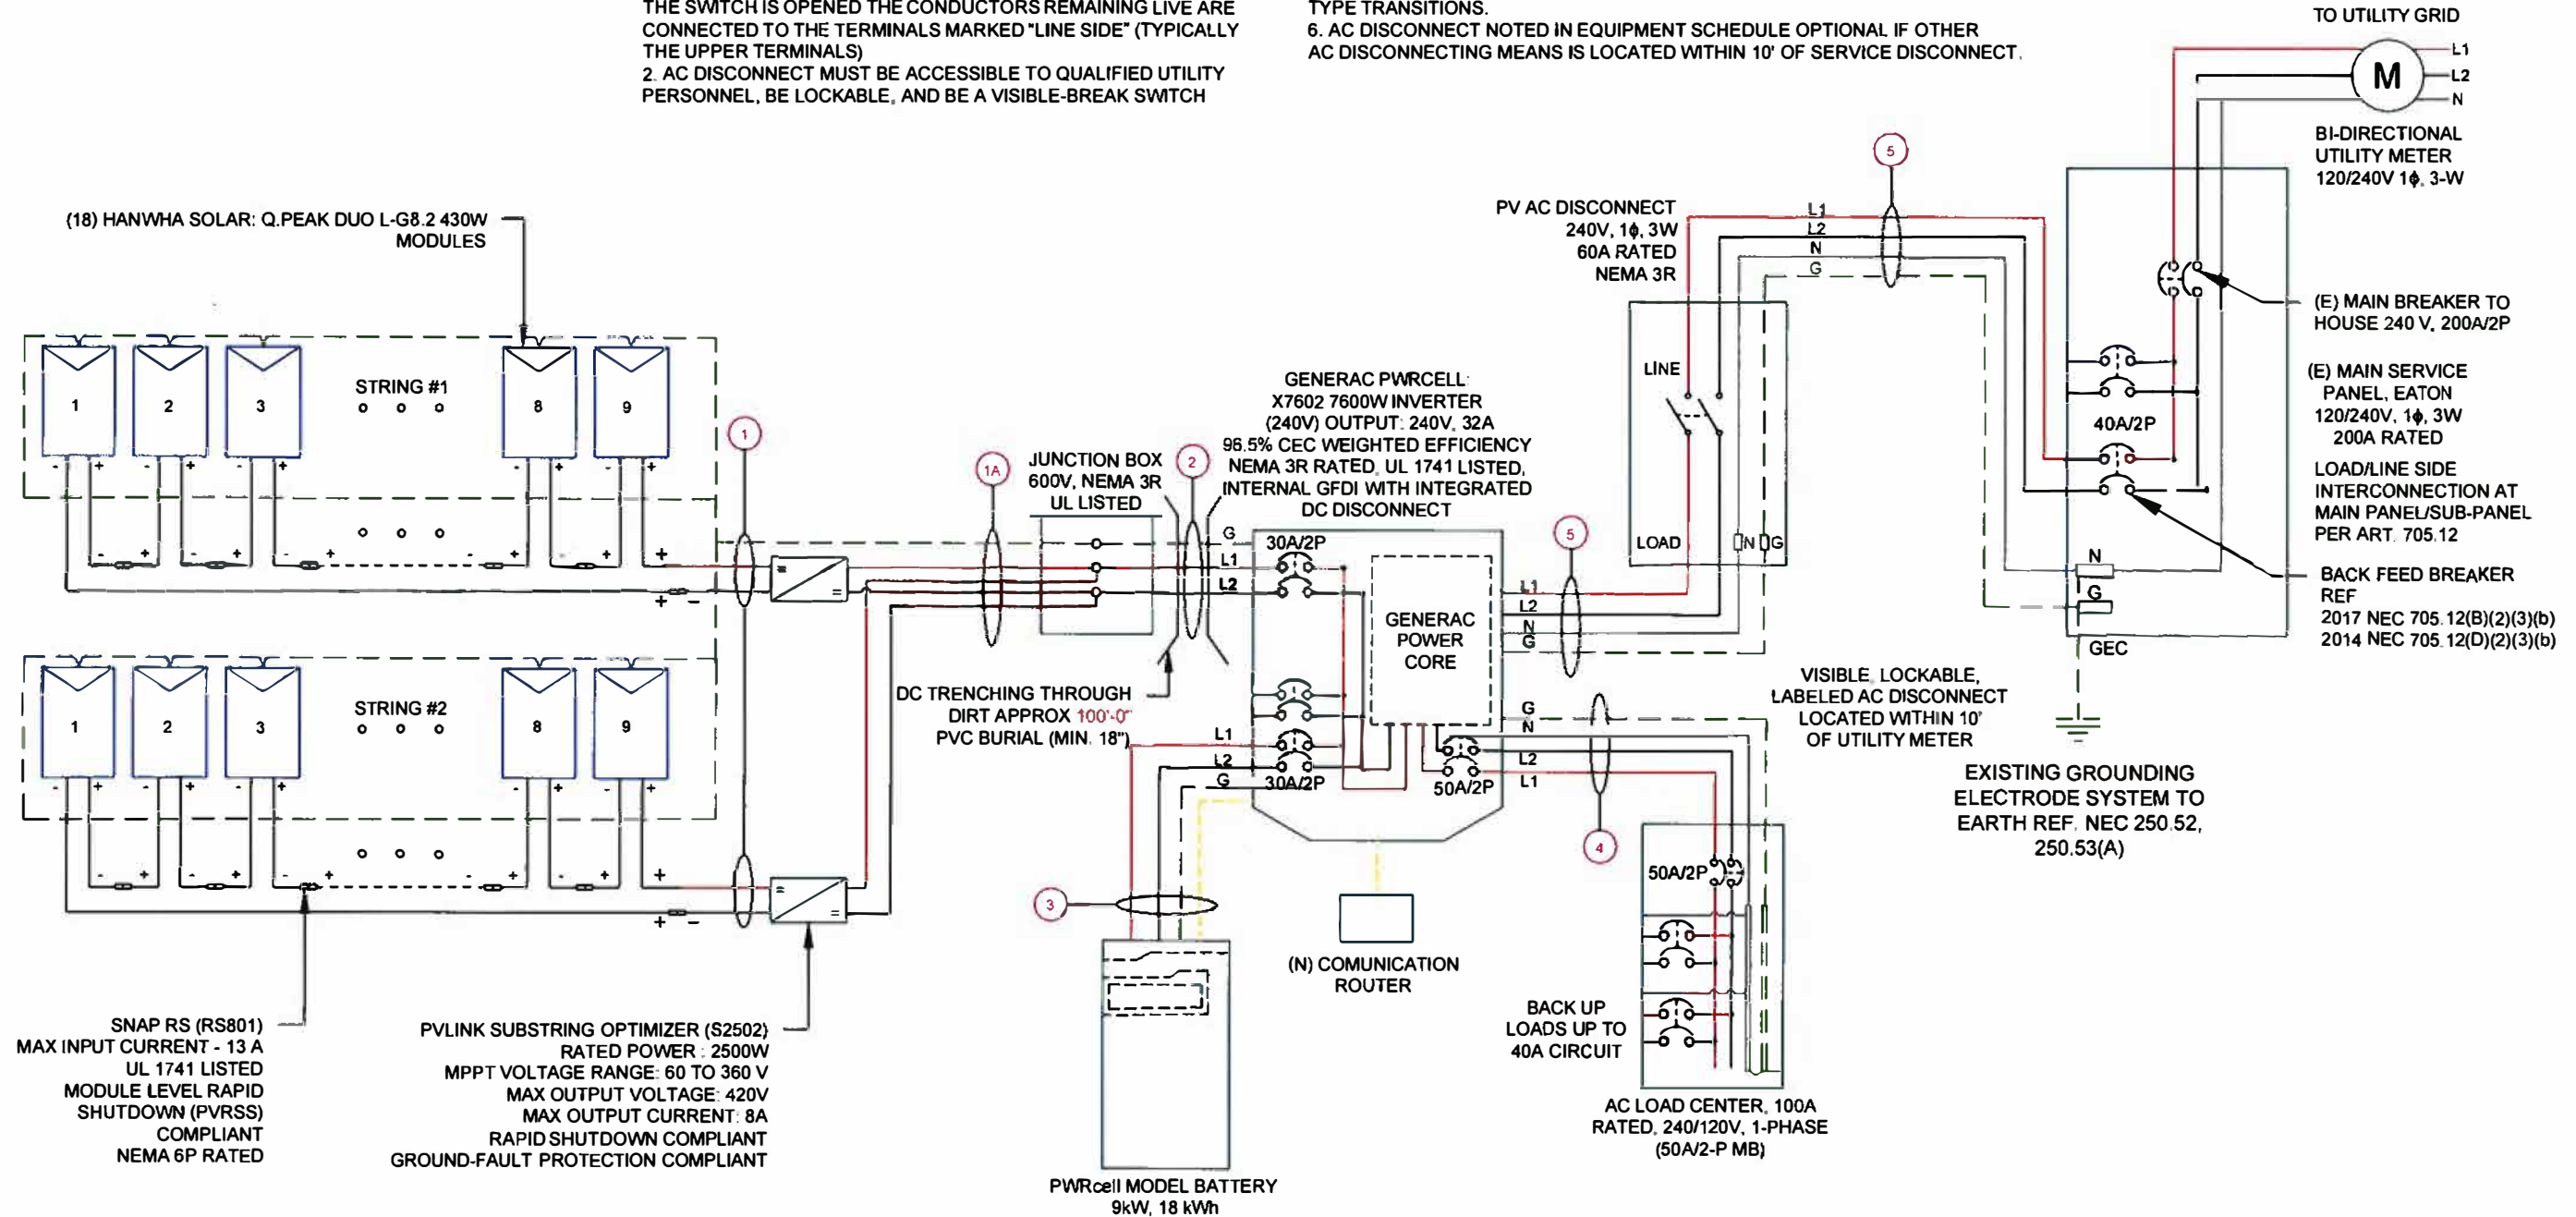 THE SWITCH IS OPENED THE CONDUCTORS REMAINING LIVE ARE
CONNECTED TO THE TERMINALS MARKED "LINE SIDE" (TYPICALLY
THE UPPER TERMINALS)
2. AC DISCONNECT MUST BE ACCESSIBLE TO QUALIFIED UTILITY
PERSONNEL, BE LOCKABLE, AND BE A VISIBLE-BREAK SWITCH
TYPE TRANSITIONS.
6. AC DISCONNECT NOTED IN EQUIPMENT SCHEDULE OPTIONAL IF OTHER
AC DISCONNECTING MEANS IS LOCATED WITHIN 10' OF SERVICE DISCONNECT.
TO UTILITY GRID
L1
M
L2
N
BI-DIRECTIONAL
UTILITY METER
120/240V 1ϕ, 3-W
(18) HANWHA SOLAR: Q.PEAK DUO L-G8.2 430W
MODULES
STRING #1
1
2
3
8
9
- + - + - + - + - +
- + - + - + - + - +
+ -
STRING #2
1
2
3
8
9
- + - + - + - + - +
- + - + - + - + - +
+ -
SNAP RS (RS801)
MAX INPUT CURRENT - 13 A
UL 1741 LISTED
MODULE LEVEL RAPID
SHUTDOWN (PVRSS)
COMPLIANT
NEMA 6P RATED
PVLINK SUBSTRING OPTIMIZER (S2502)
RATED POWER : 2500W
MPPT VOLTAGE RANGE: 60 TO 360 V
MAX OUTPUT VOLTAGE: 420V
MAX OUTPUT CURRENT: 8A
RAPID SHUTDOWN COMPLIANT
GROUND-FAULT PROTECTION COMPLIANT
1
=
=
=
=
1A
JUNCTION BOX
600V, NEMA 3R
UL LISTED
2
DC TRENCHING THROUGH
DIRT APPROX 100'-0"
PVC BURIAL (MIN. 18")
GENERAC PWRCELL:
X7602 7600W INVERTER
(240V) OUTPUT: 240V, 32A
96.5% CEC WEIGHTED EFFICIENCY
NEMA 3R RATED, UL 1741 LISTED,
INTERNAL GFDI WITH INTEGRATED
DC DISCONNECT
G
L1
L2
30A/2P
GENERAC
POWER
CORE
L1
L2
G
30A/2P
50A/2P
L1
L2
N
G
5
G
N
L2
L1
4
3
PWRcell MODEL BATTERY
9kW, 18 kWh
(N) COMUNICATION
ROUTER
PV AC DISCONNECT
240V, 1ϕ, 3W
60A RATED
NEMA 3R
LINE
LOAD
N
G
L1
L2
N
G
5
VISIBLE, LOCKABLE,
LABELED AC DISCONNECT
LOCATED WITHIN 10'
OF UTILITY METER
50A/2P
BACK UP
LOADS UP TO
40A CIRCUIT
AC LOAD CENTER, 100A
RATED, 240/120V, 1-PHASE
(50A/2-P MB)
40A/2P
N
G
GEC
EXISTING GROUNDING
ELECTRODE SYSTEM TO
EARTH REF. NEC 250.52,
250.53(A)
(E) MAIN BREAKER TO
HOUSE 240 V, 200A/2P
(E) MAIN SERVICE
PANEL, EATON
120/240V, 1ϕ, 3W
200A RATED
LOAD/LINE SIDE
INTERCONNECTION AT
MAIN PANEL/SUB-PANEL
PER ART. 705.12
BACK FEED BREAKER
REF
2017 NEC 705.12(B)(2)(3)(b)
2014 NEC 705.12(D)(2)(3)(b)